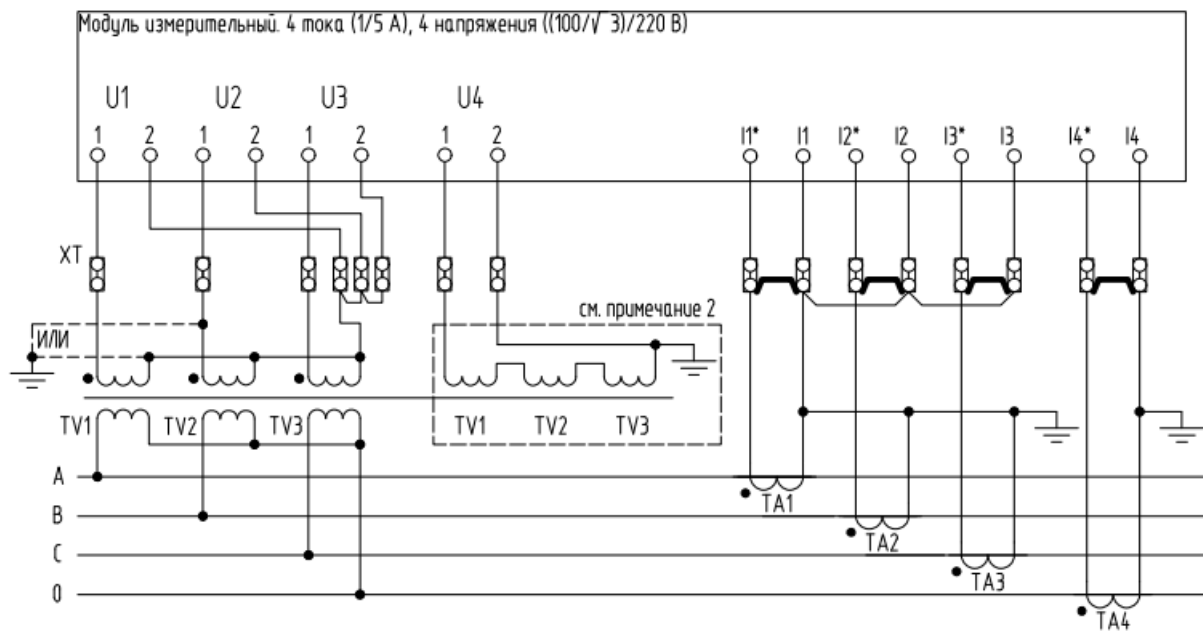 Модуль измерительный. 4 тока (1/5 А), 4 напряжения ((100/√ 3)/220 В)
U1 U2 U3 U4
1 2 1 2 1 2 1 2 I1* I1 I2* I2 I3* I3 I4* I4
XT
см. примечание 2
ИЛИ
TV1 TV2 TV3 TV1 TV2 TV3
A
TA1
B
TA2
C
TA3
0
TA4